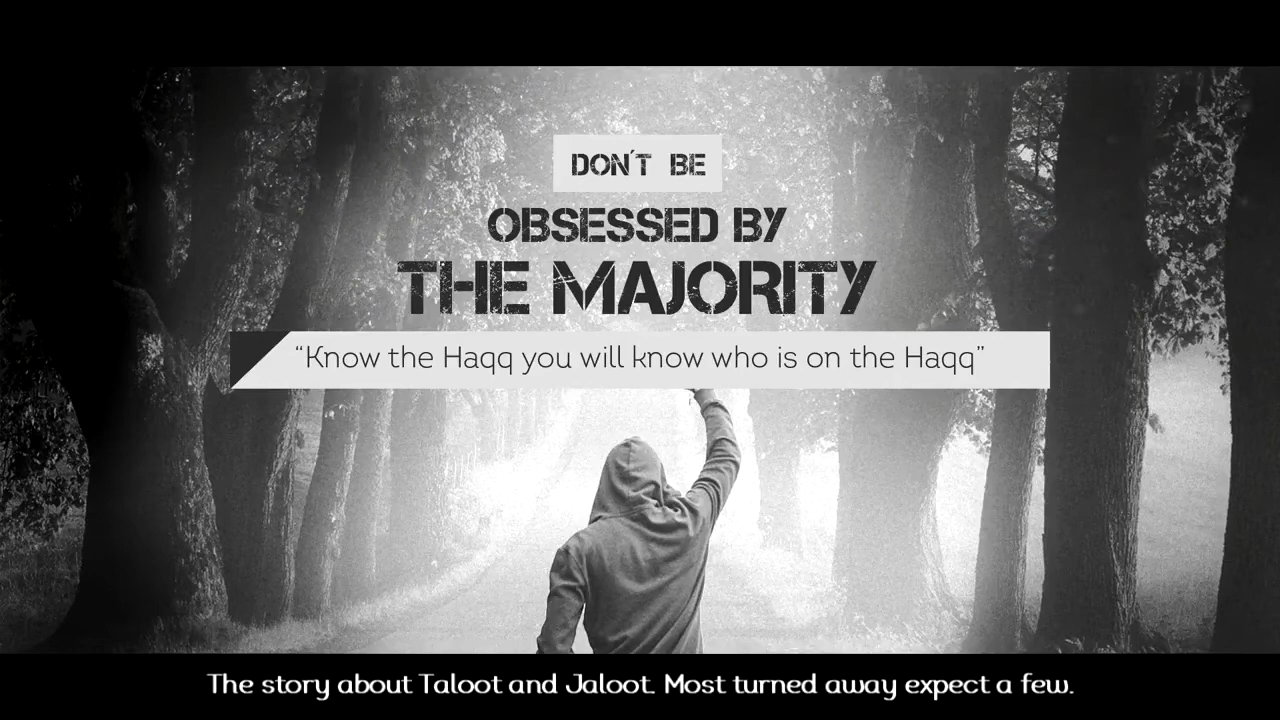 DON'T BE
OBSESSED BY
THE MAJORITY
“Know the Haqq you will know who is on the Haqq”
The story about Taloot and Jaloot. Most turned away expect a few.